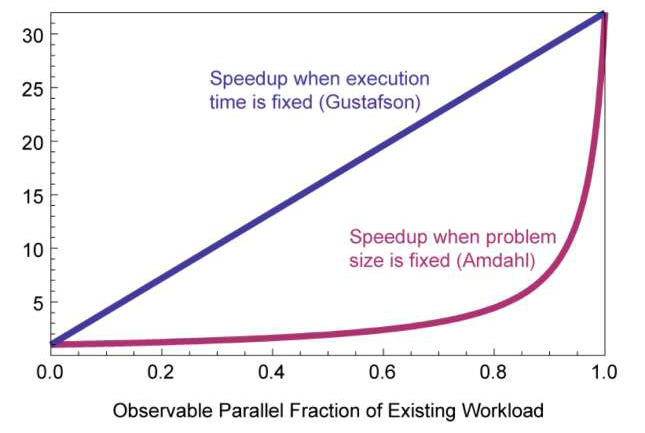 30
25
20
15
10
5
Speedup when execution
time is fixed (Gustafson)
Speedup when problem
size is fixed (Amdahl)
0.0 0.2 0.4 0.6 0.8 1.0
Observable Parallel Fraction of Existing Workload